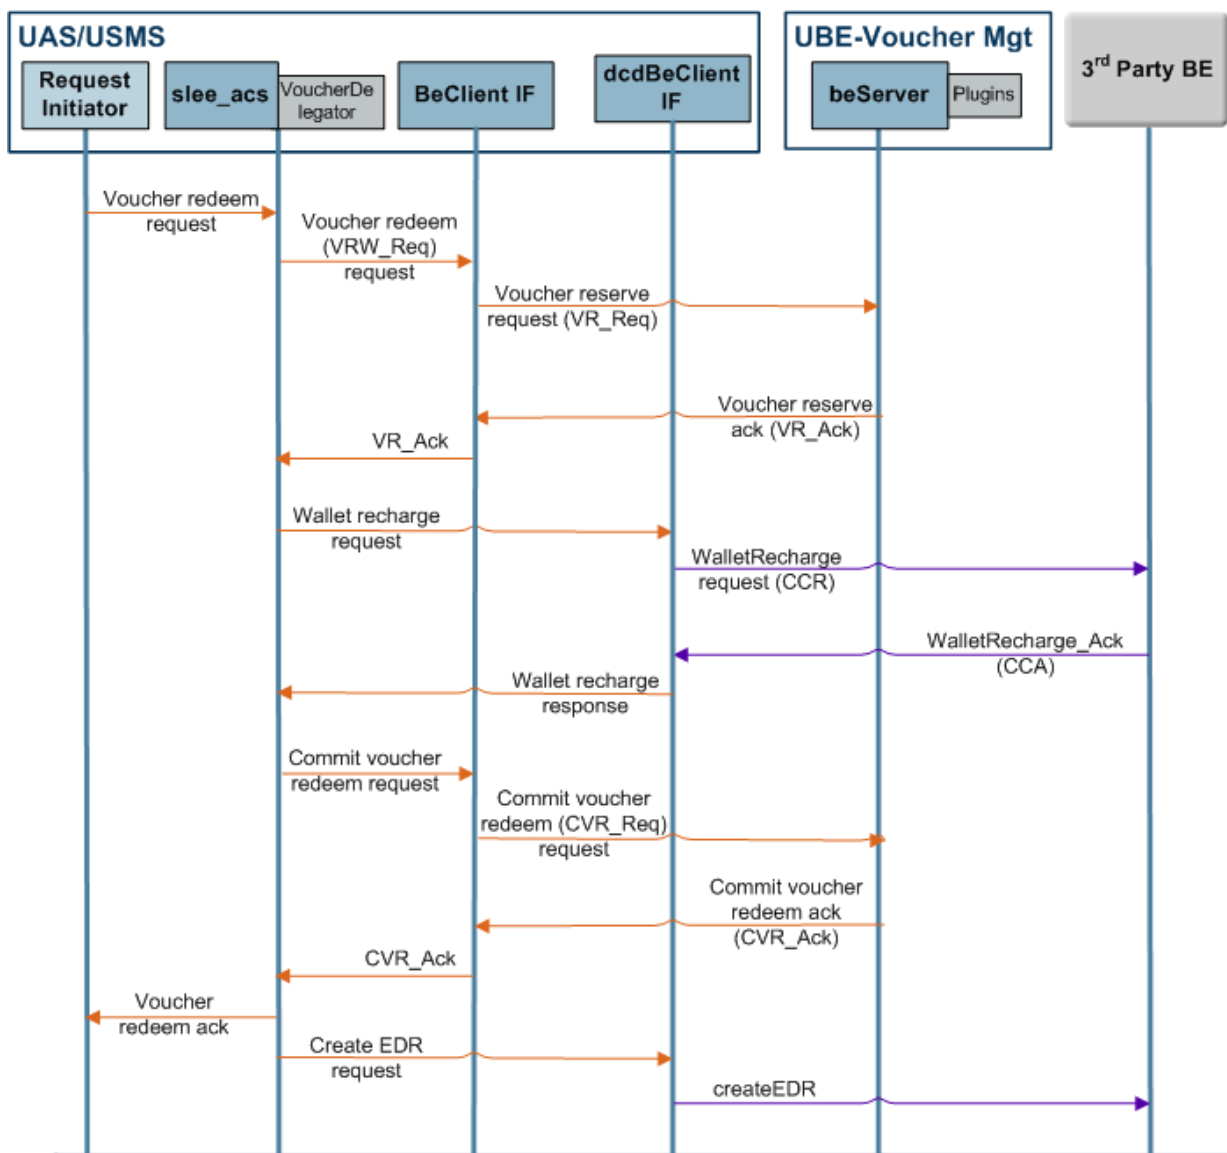 UAS/USMS
UBE-Voucher Mgt
Request
Initiator
slee_acs
VoucherDe
legator
BeClient IF
dcdBeClient
IF
beServer
Plugins
3rd Party BE
Voucher redeem
request
Voucher redeem
(VRW_Req)
request
Voucher reserve
request (VR_Req)
Voucher reserve
ack (VR_Ack)
VR_Ack
Wallet recharge
request
WalletRecharge
request (CCR)
WalletRecharge_Ack
(CCA)
Wallet recharge
response
Commit voucher
redeem request
Commit voucher
redeem (CVR_Req)
request
Commit voucher
redeem ack
(CVR_Ack)
CVR_Ack
Voucher
redeem ack
Create EDR
request
createEDR